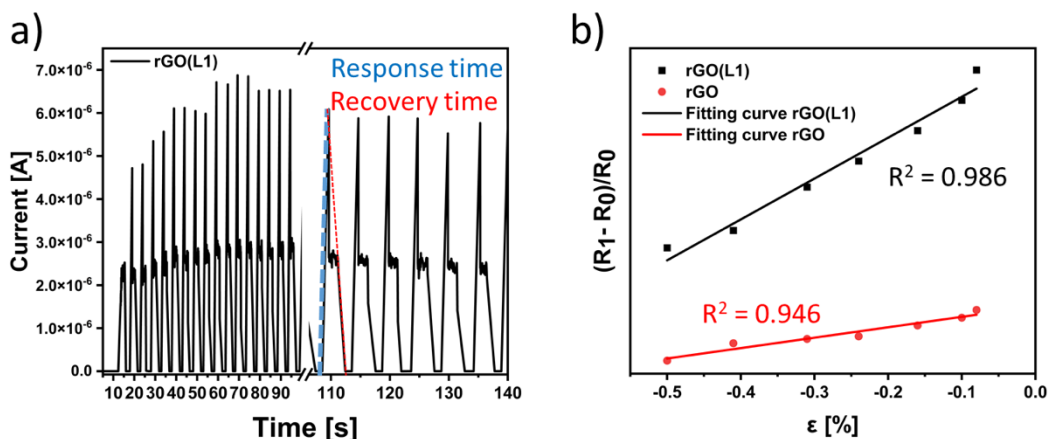 a)
rGO(L1)
Response time
Recovery time
7.0×10⁻⁶
6.0×10⁻⁶
5.0×10⁻⁶
4.0×10⁻⁶
3.0×10⁻⁶
2.0×10⁻⁶
1.0×10⁻⁶
0.0
Current [A]
10 20 30 40 50 60 70 80 90 110 120 130 140
Time [s]
b)
rGO(L1)
rGO
Fitting curve rGO(L1)
Fitting curve rGO
R² = 0.986
R² = 0.946
(R₁- R₀)/R₀
-0.5 -0.4 -0.3 -0.2 -0.1 0.0
ε [%]